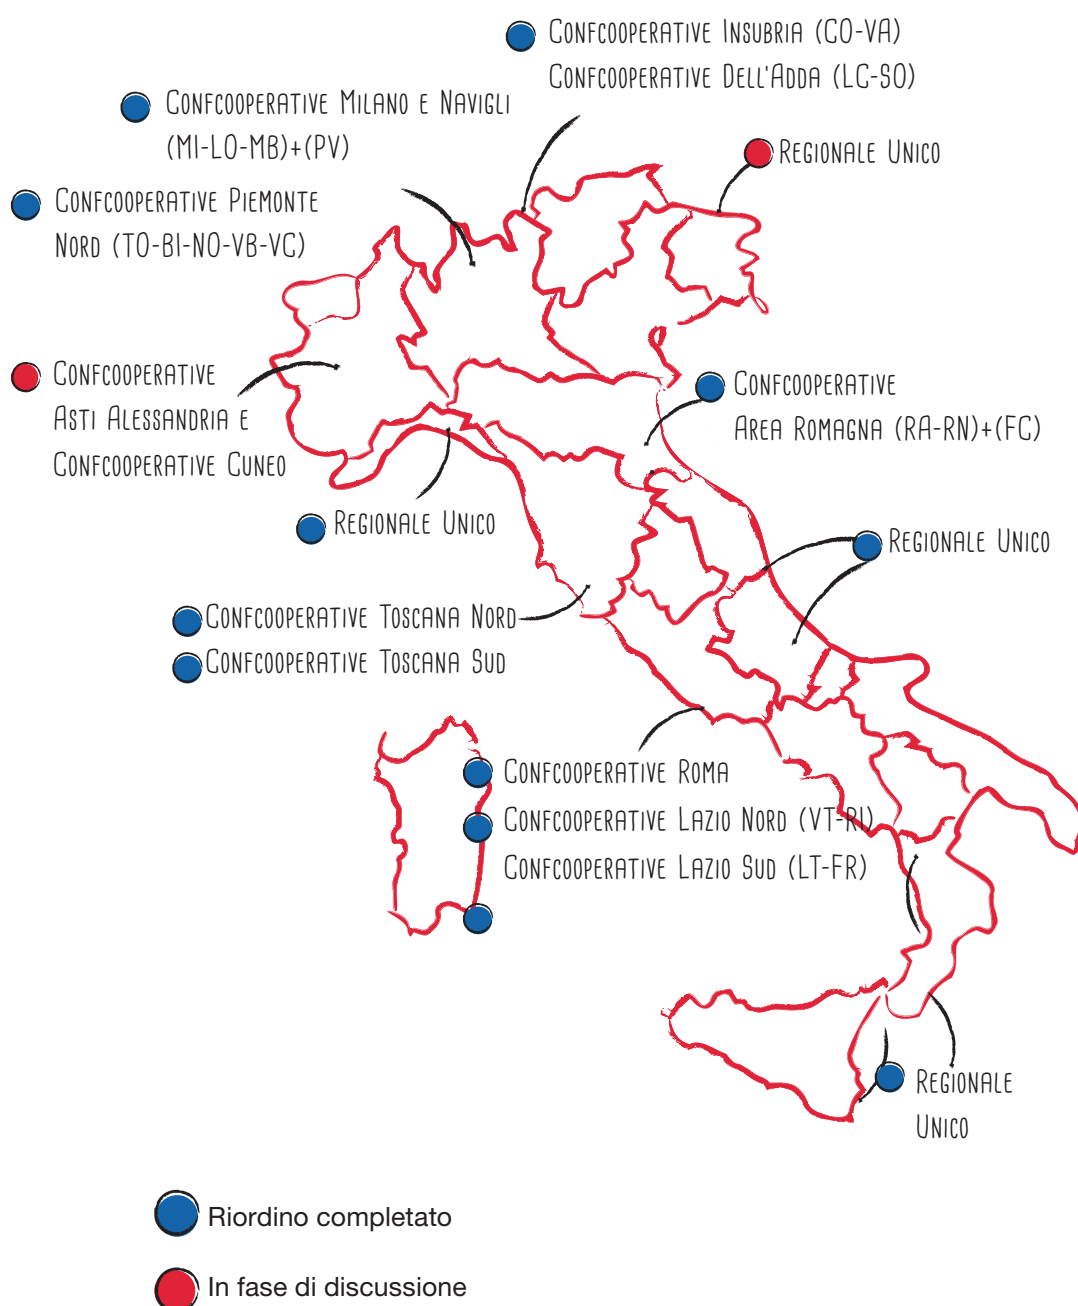 Confcooperative Insubria (CO-VA)
Confcooperative Dell'Adda (LC-SO)
Confcooperative Milano e Navigli
(MI-LO-MB)+(PV)
Regionale Unico
Confcooperative Piemonte
Nord (TO-BI-NO-VB-VC)
Confcooperative
Asti Alessandria e
Confcooperative Cuneo
Confcooperative
Area Romagna (RA-RN)+(FC)
Regionale Unico
Regionale Unico
Confcooperative Toscana Nord
Confcooperative Toscana Sud
Confcooperative Roma
Confcooperative Lazio Nord (VT-RI)
Confcooperative Lazio Sud (LT-FR)
Regionale
Unico
Riordino completato
In fase di discussione